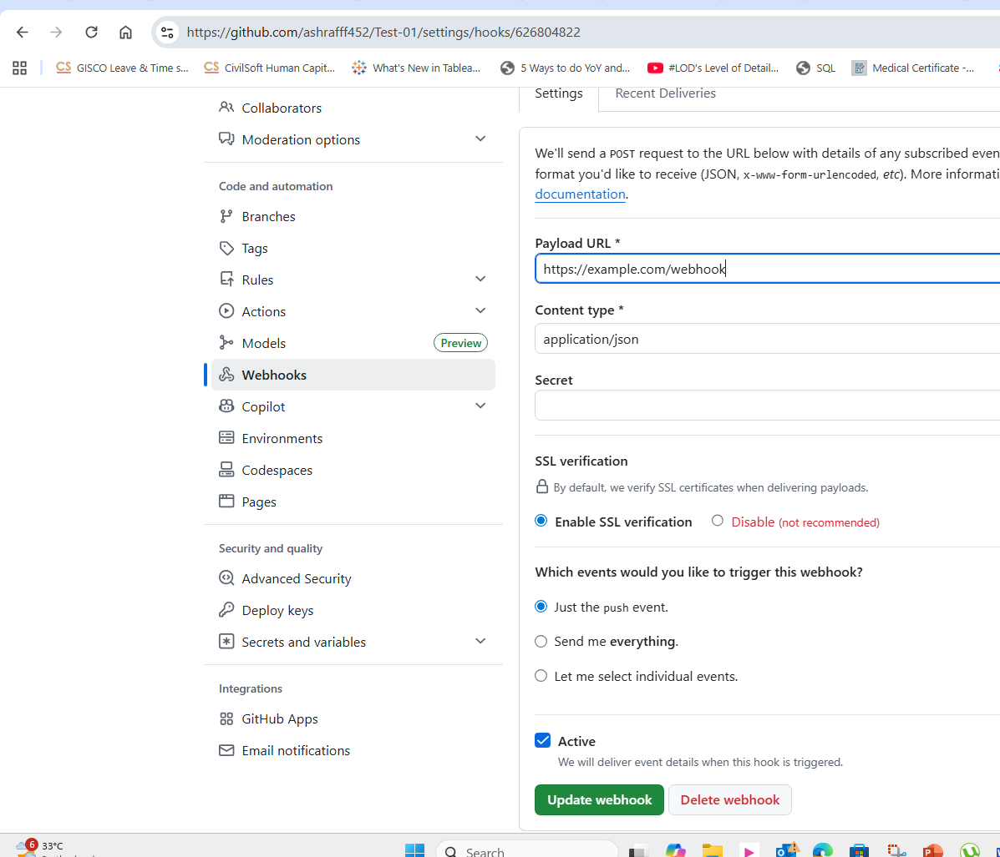 https://github.com/ashrafff452/Test-01/settings/hooks/626804822
CS GISCO Leave & Time s...
CS CivilSoft Human Capit...
What's New in Tablea...
5 Ways to do YoY and...
#LOD's Level of Detail...
SQL
Medical Certificate -...
Collaborators
Moderation options
Code and automation
Branches
Tags
Rules
Actions
Models Preview
Webhooks
Copilot
Environments
Codespaces
Pages
Security and quality
Advanced Security
Deploy keys
Secrets and variables
Integrations
GitHub Apps
Email notifications
Settings Recent Deliveries
We'll send a POST request to the URL below with details of any subscribed even
format you'd like to receive (JSON, x-www-form-urlencoded, etc). More informati
documentation.
Payload URL *
https://example.com/webhook
Content type *
application/json
Secret
SSL verification
By default, we verify SSL certificates when delivering payloads.
Enable SSL verification Disable (not recommended)
Which events would you like to trigger this webhook?
Just the push event.
Send me everything.
Let me select individual events.
Active
We will deliver event details when this hook is triggered.
Update webhook Delete webhook
6 33°C
Search